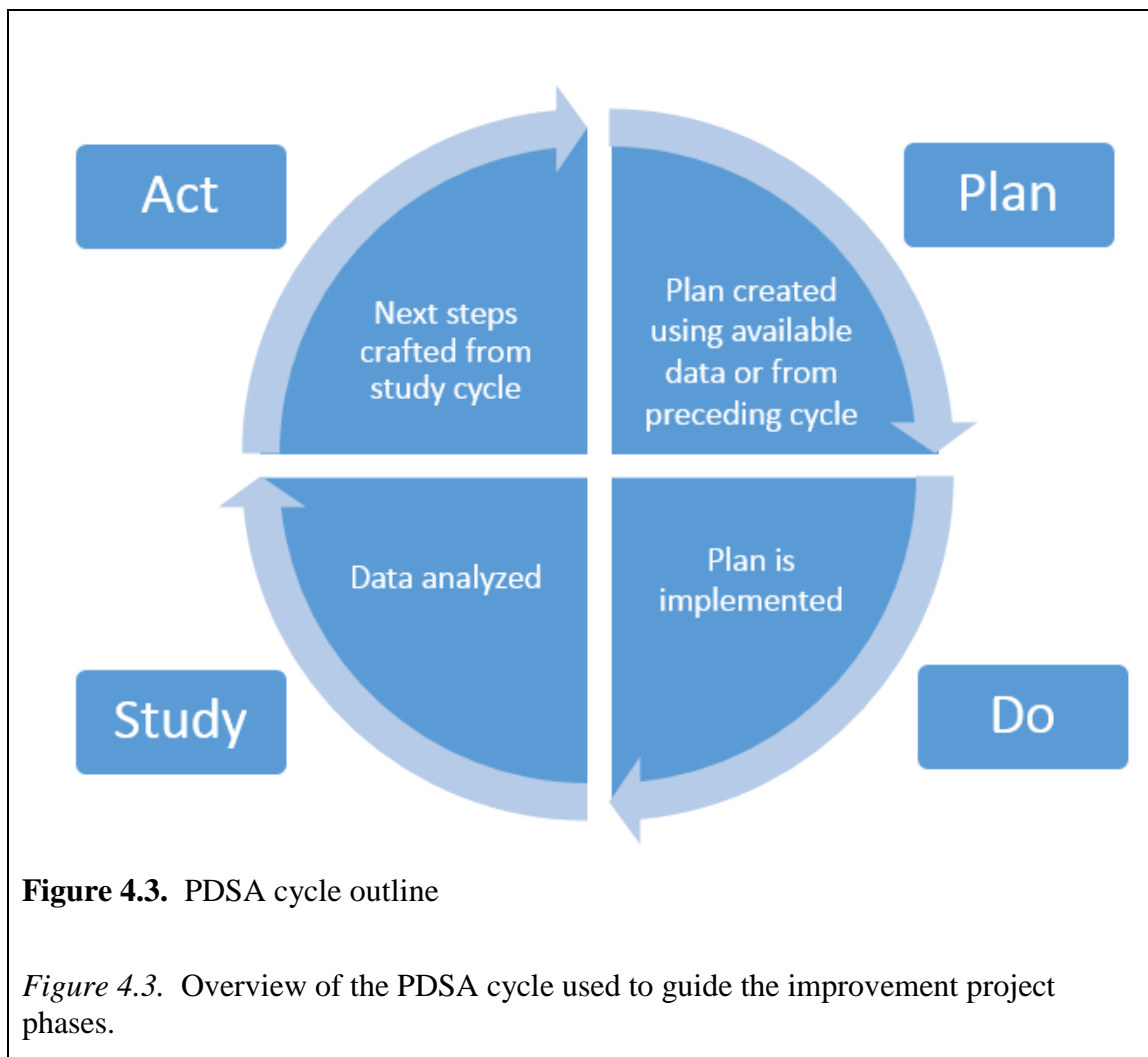 Act
Plan
Next steps
crafted from
study cycle
Plan created
using available
data or from
preceding cycle
Data analyzed
Plan is
implemented
Study
Do
Figure 4.3.  PDSA cycle outline
Figure 4.3.  Overview of the PDSA cycle used to guide the improvement project
phases.